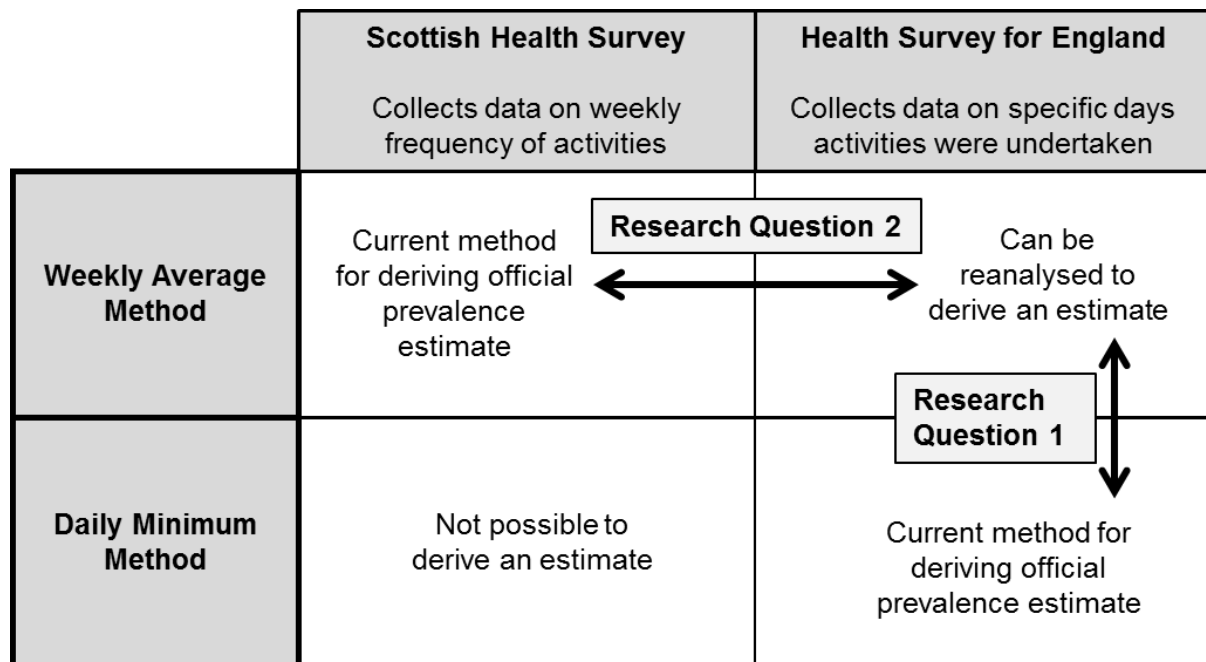 Scottish Health Survey
Collects data on weekly
frequency of activities
Health Survey for England
Collects data on specific days
activities were undertaken
Weekly Average
Method
Current method
for deriving official
prevalence
estimate
Research Question 2
Can be
reanalysed to
derive an estimate
Research
Question 1
Daily Minimum
Method
Not possible to
derive an estimate
Current method for
deriving official
prevalence estimate